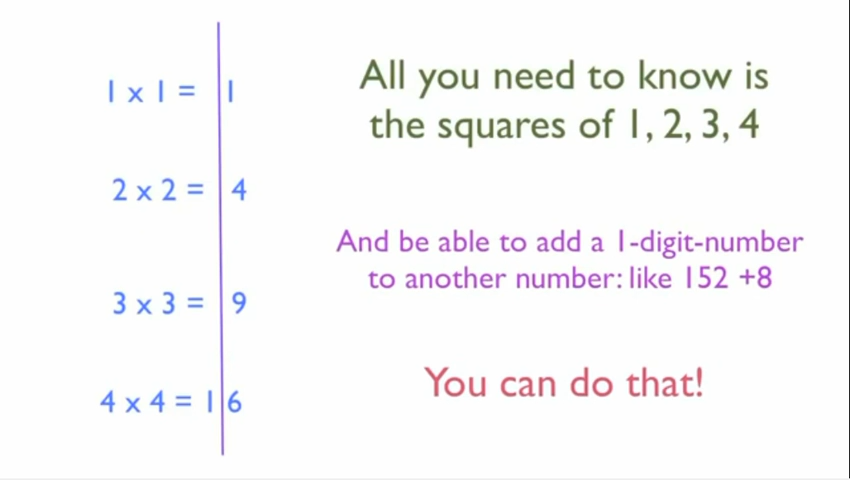 1 x 1 = 1
2 x 2 = 4
3 x 3 = 9
4 x 4 = 16
All you need to know is
the squares of 1, 2, 3, 4
And be able to add a 1-digit-number
to another number: like 152 +8
You can do that!